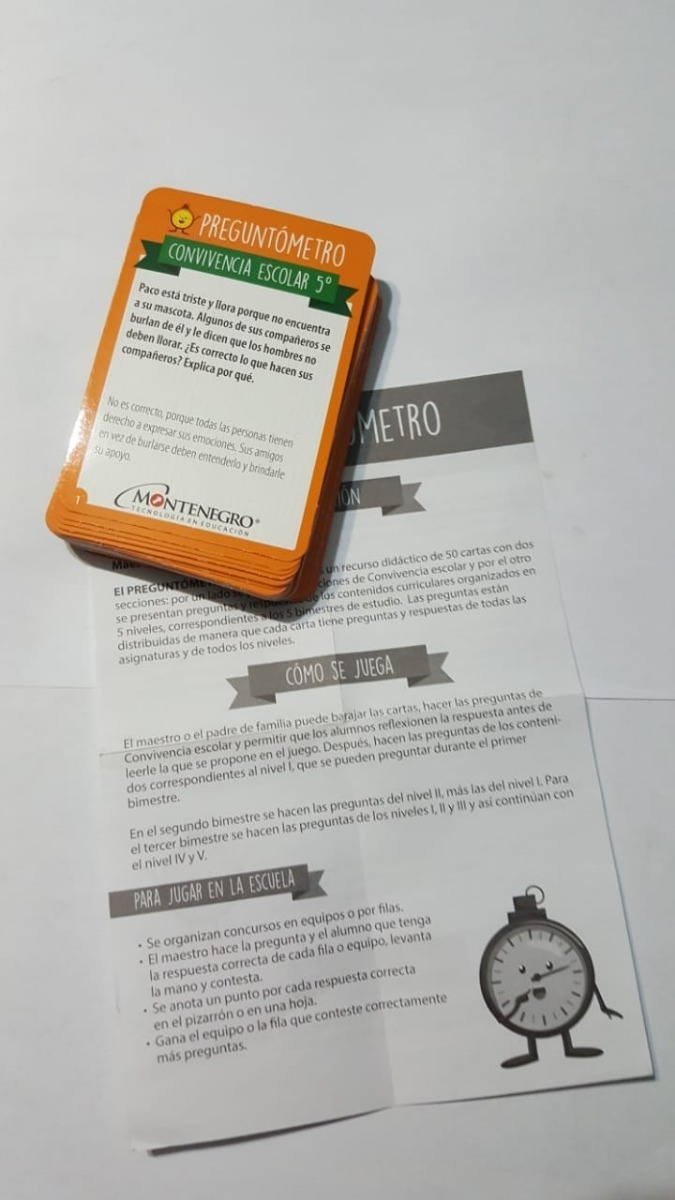 PREGUNTÓMETRO
CONVIVENCIA ESCOLAR 5°
Paco está triste y llora porque no encuentra
a su mascota. Algunos de sus compañeros se
burlan de él y le dicen que los hombres no
deben llorar. ¿Es correcto lo que hacen sus
compañeros? Explica por qué.
No es correcto, porque todas las personas tienen
derecho a expresar sus emociones. Sus amigos
en vez de burlarse deben entenderlo y brindarle
su apoyo.
1
MONTENEGRO®
TECNOLOGÍA EN EDUCACIÓN
METRO
IÓN
un recurso didáctico de 50 cartas con dos
El PREGUNTÓME
secciones: por un lado se
ciones de Convivencia escolar y por el otro
se presentan preguntas y respuestas de los contenidos curriculares organizados en
5 niveles, correspondientes a los 5 bimestres de estudio. Las preguntas están
distribuidas de manera que cada carta tiene preguntas y respuestas de todas las
asignaturas y de todos los niveles.
CÓMO SE JUEGA
El maestro o el padre de familia puede barajar las cartas, hacer las preguntas de
Convivencia escolar y permitir que los alumnos reflexionen la respuesta antes de
leerle la que se propone en el juego. Después, hacen las preguntas de los conteni-
dos correspondientes al nivel I, que se pueden preguntar durante el primer
bimestre.
En el segundo bimestre se hacen las preguntas del nivel II, más las del nivel I. Para
el tercer bimestre se hacen las preguntas de los niveles I, II y III y así continúan con
el nivel IV y V.
PARA JUGAR EN LA ESCUELA
• Se organizan concursos en equipos o por filas.
• El maestro hace la pregunta y el alumno que tenga
la respuesta correcta de cada fila o equipo, levanta
la mano y contesta.
• Se anota un punto por cada respuesta correcta
en el pizarrón o en una hoja.
• Gana el equipo o la fila que conteste correctamente
más preguntas.